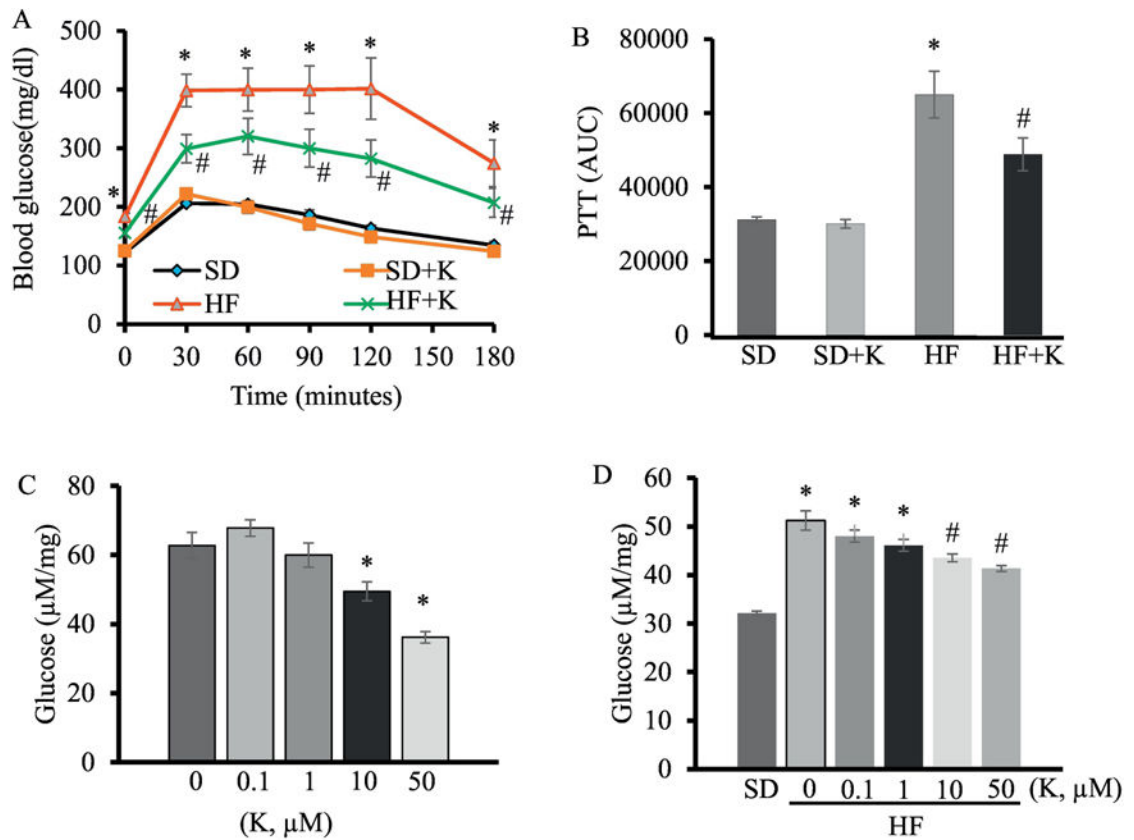 A
Blood glucose(mg/dl)
500
400
300
200
100
0
* * * * * *
# # # # # #
SD SD+K
HF HF+K
0 30 60 90 120 150 180
Time (minutes)
B
PTT (AUC)
80000
60000
40000
20000
0
*
#
SD SD+K HF HF+K
C
Glucose (µM/mg)
80
60
40
20
0
* *
0 0.1 1 10 50
(K, µM)
D
Glucose (µM/mg)
60
50
40
30
20
10
0
* * * # #
SD 0 0.1 1 10 50 (K, µM)
HF